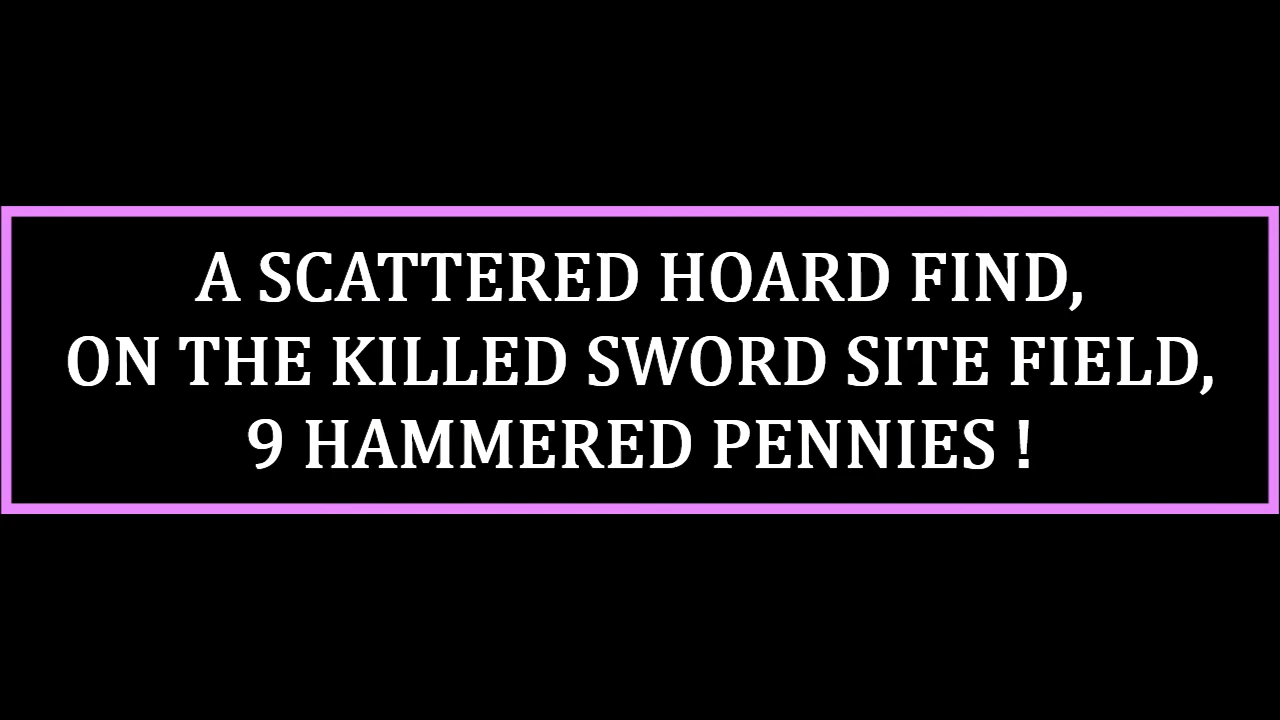 A SCATTERED HOARD FIND,
ON THE KILLED SWORD SITE FIELD,
9 HAMMERED PENNIES !